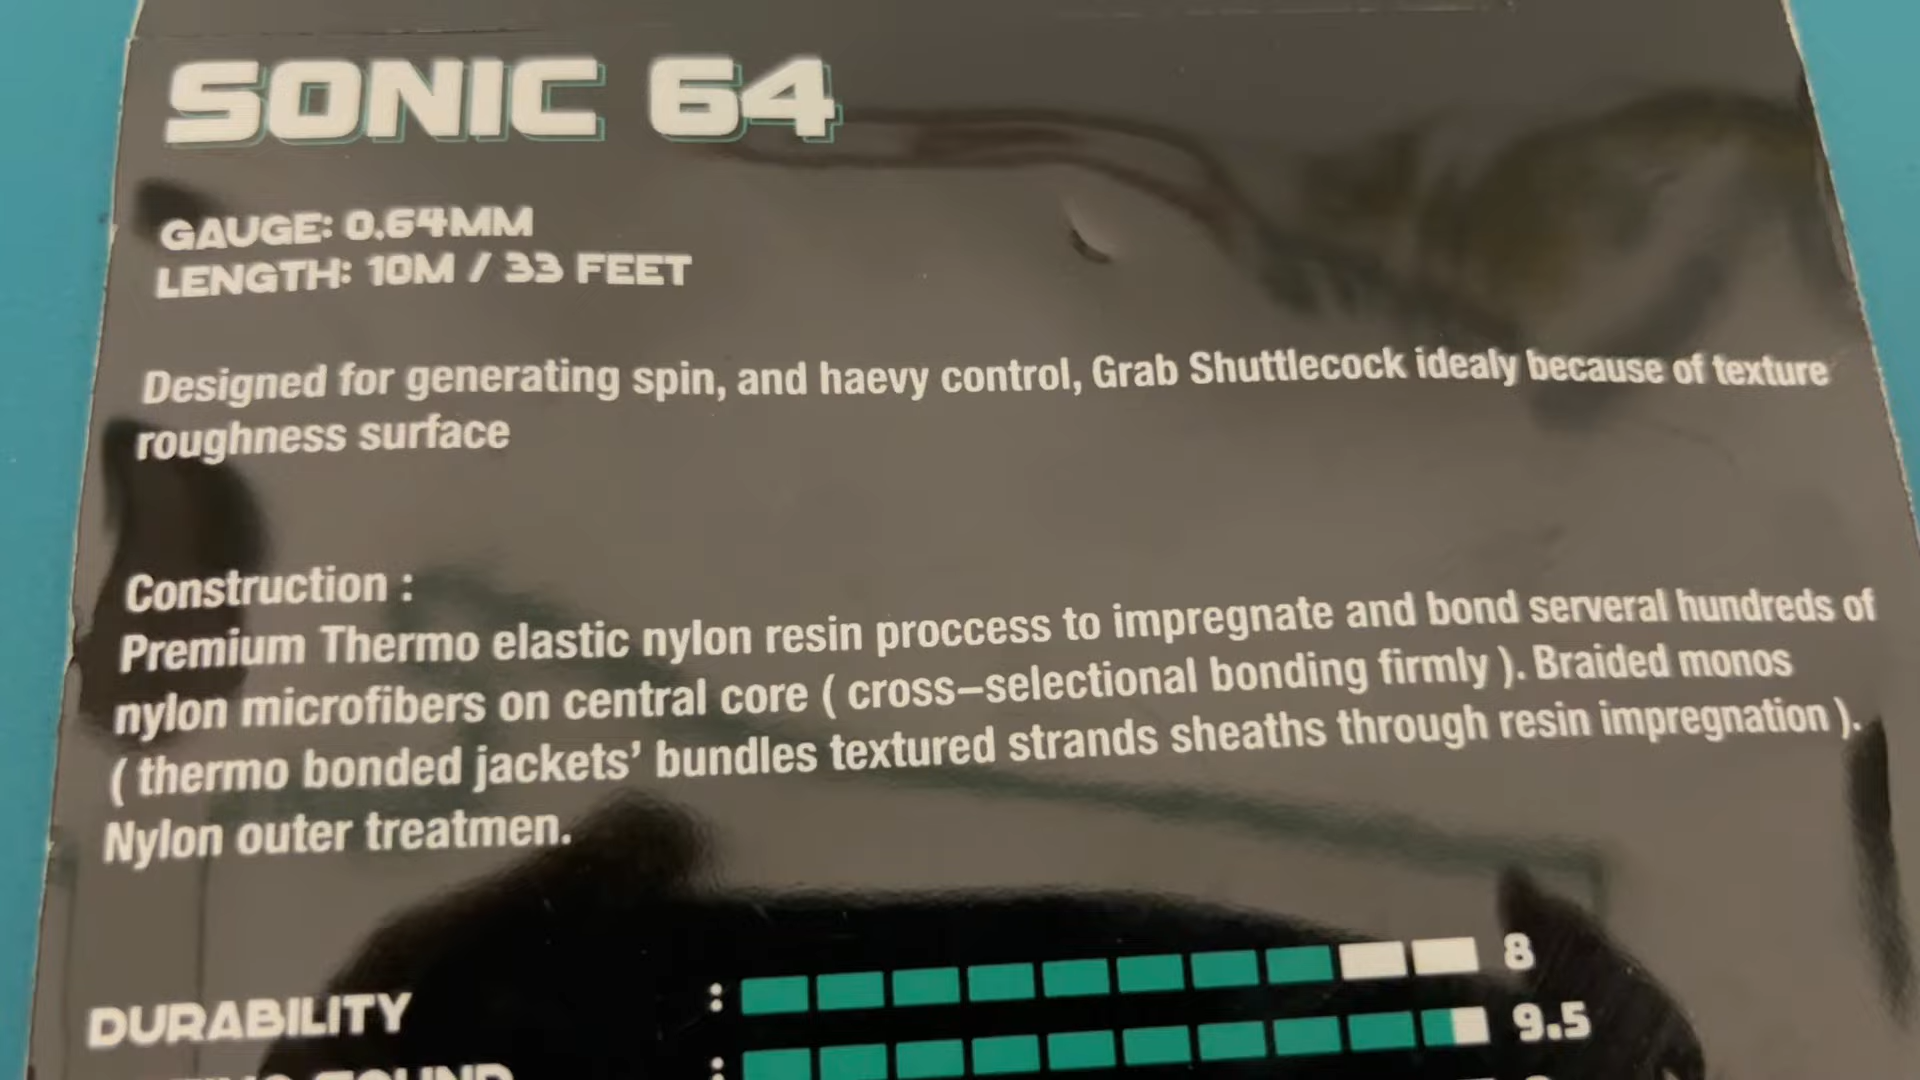 SONIC 64
GAUGE: 0.64MM
LENGTH: 10M / 33 FEET
Designed for generating spin, and haevy control, Grab Shuttlecock idealy because of texture
roughness surface
Construction :
Premium Thermo elastic nylon resin proccess to impregnate and bond serveral hundreds of
nylon microfibers on central core ( cross–selectional bonding firmly ). Braided monos
( thermo bonded jackets’ bundles textured strands sheaths through resin impregnation ).
Nylon outer treatmen.
DURABILITY : 8
SOUND : 9.5